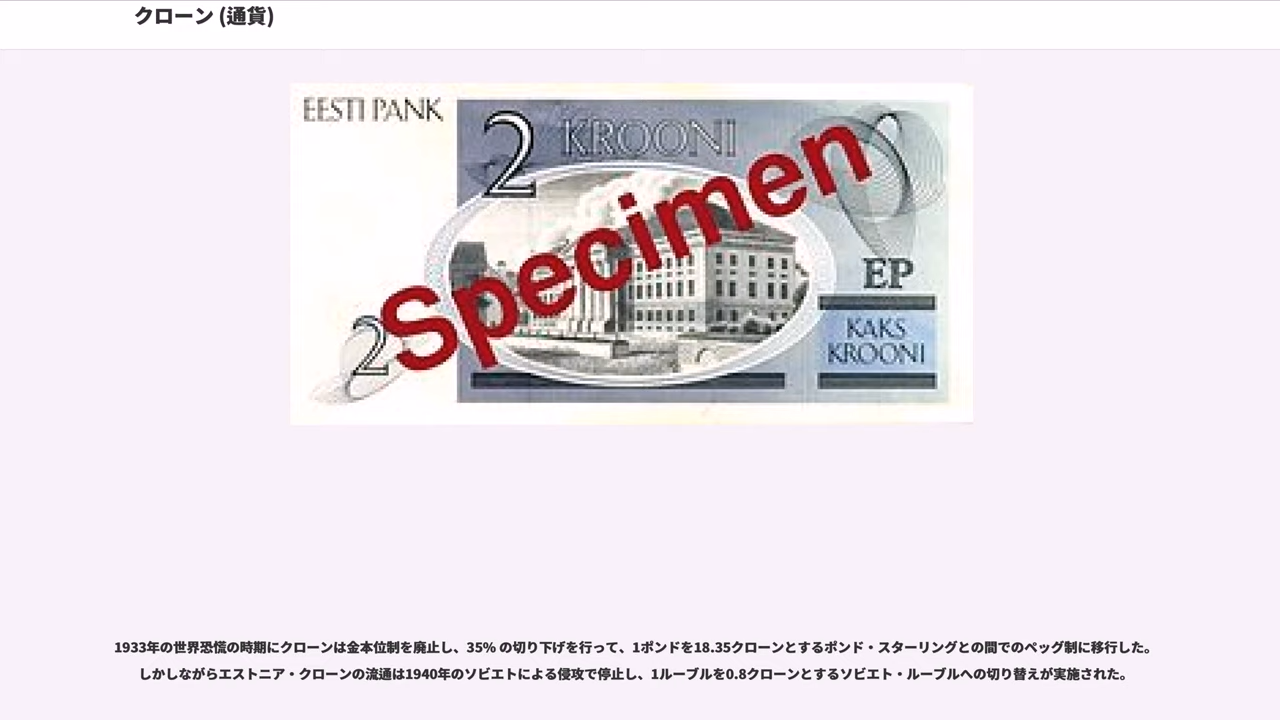 クローン (通貨)
EESTI PANK
2 KROONI
Specimen
EP
2
KAKS
KROONI
1933年の世界恐慌の時期にクローンは金本位制を廃止し、35% の切り下げを行って、1ポンドを18.35クローンとするポンド・スターリングとの間でのペッグ制に移行した。
しかしながらエストニア・クローンの流通は1940年のソビエトによる侵攻で停止し、1ルーブルを0.8クローンとするソビエト・ルーブルへの切り替えが実施された。